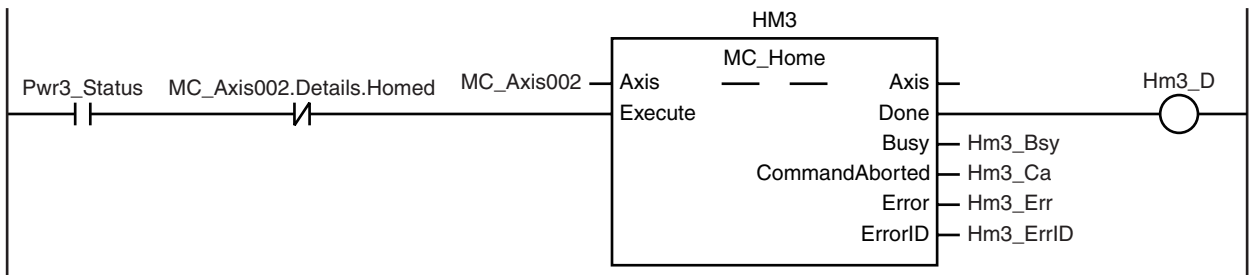 HM3
MC_Home
Pwr3_Status MC_Axis002.Details.Homed MC_Axis002 Axis Axis Hm3_D
Execute Done
Busy Hm3_Bsy
CommandAborted Hm3_Ca
Error Hm3_Err
ErrorID Hm3_ErrID